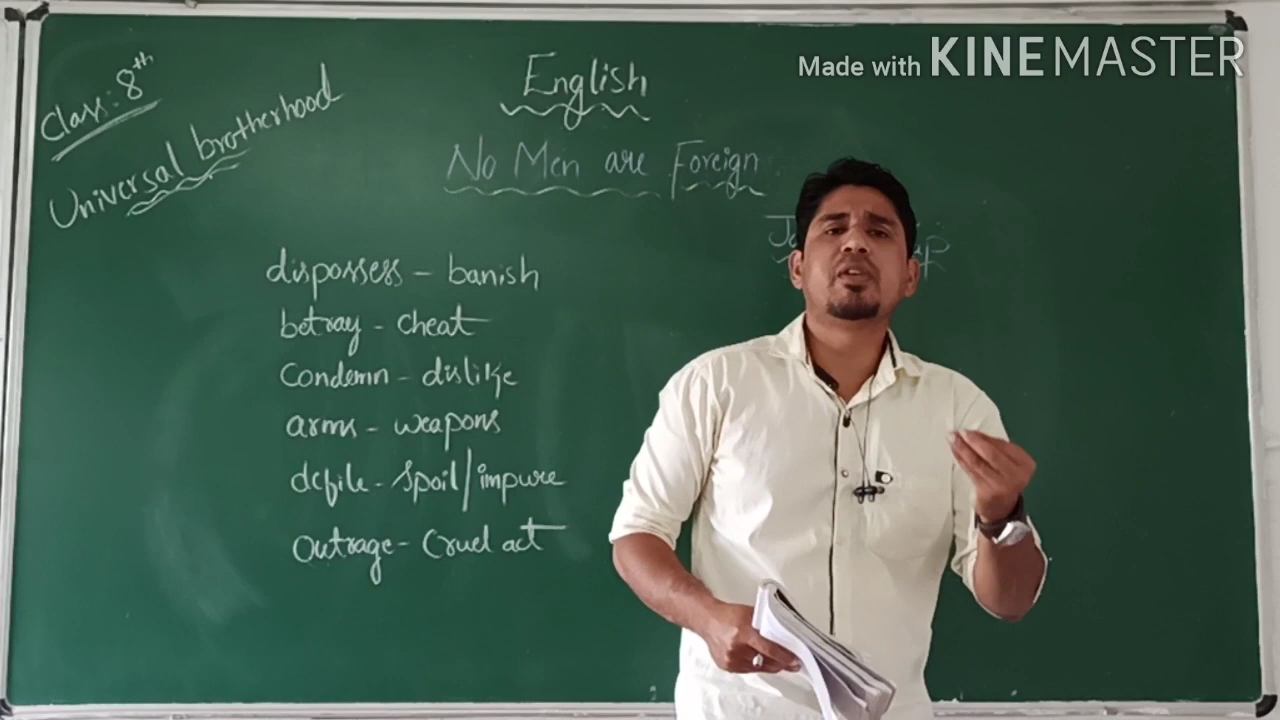 Made with KINEMASTER
Class: 8th
English
Universal brotherhood
No Men are Foreign
dispossess - banish
betray - cheat
Condemn - dislike
arms - weapons
defile - spoil/impure
Outrage - Cruel act